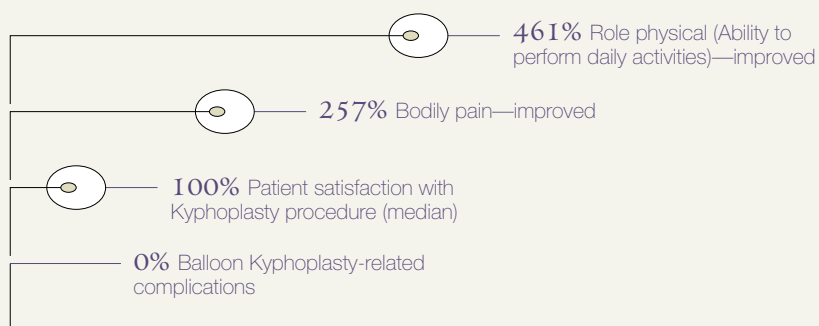 461% Role physical (Ability to
perform daily activities)—improved
257% Bodily pain—improved
100% Patient satisfaction with
Kyphoplasty procedure (median)
0% Balloon Kyphoplasty-related
complications